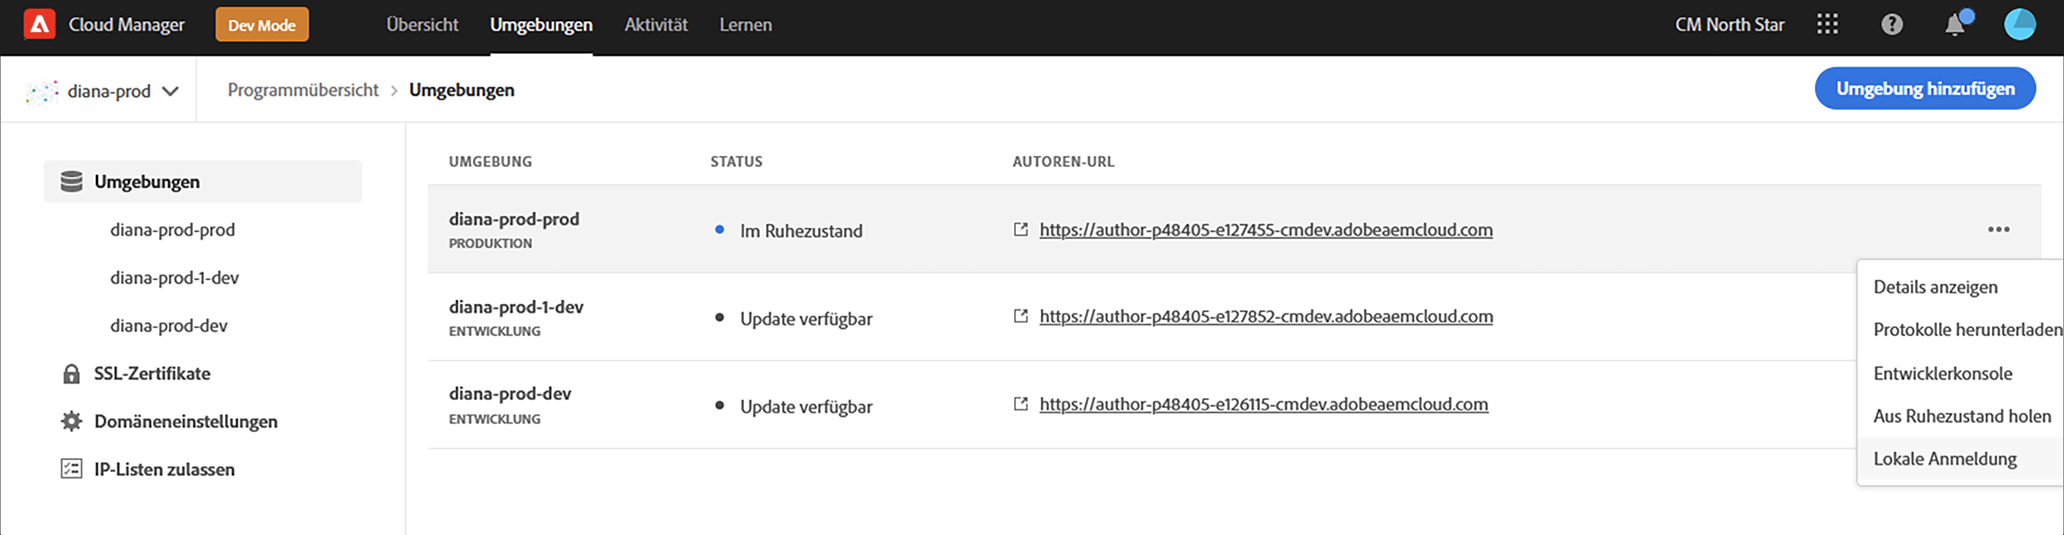 Cloud Manager Dev Mode Übersicht Umgebungen Aktivität Lernen CM North Star
diana-prod Programmübersicht > Umgebungen Umgebung hinzufügen
Umgebungen
diana-prod-prod
diana-prod-1-dev
diana-prod-dev
SSL-Zertifikate
Domäneneinstellungen
IP-Listen zulassen
UMGEBUNG STATUS AUTOREN-URL
diana-prod-prod
PRODUKTION
Im Ruhezustand
https://author-p48405-e127455-cmdev.adobeaemcloud.com
diana-prod-1-dev
ENTWICKLUNG
Update verfügbar
https://author-p48405-e127852-cmdev.adobeaemcloud.com
diana-prod-dev
ENTWICKLUNG
Update verfügbar
https://author-p48405-e126115-cmdev.adobeaemcloud.com
Details anzeigen
Protokolle herunterladen
Entwicklerkonsole
Aus Ruhezustand holen
Lokale Anmeldung